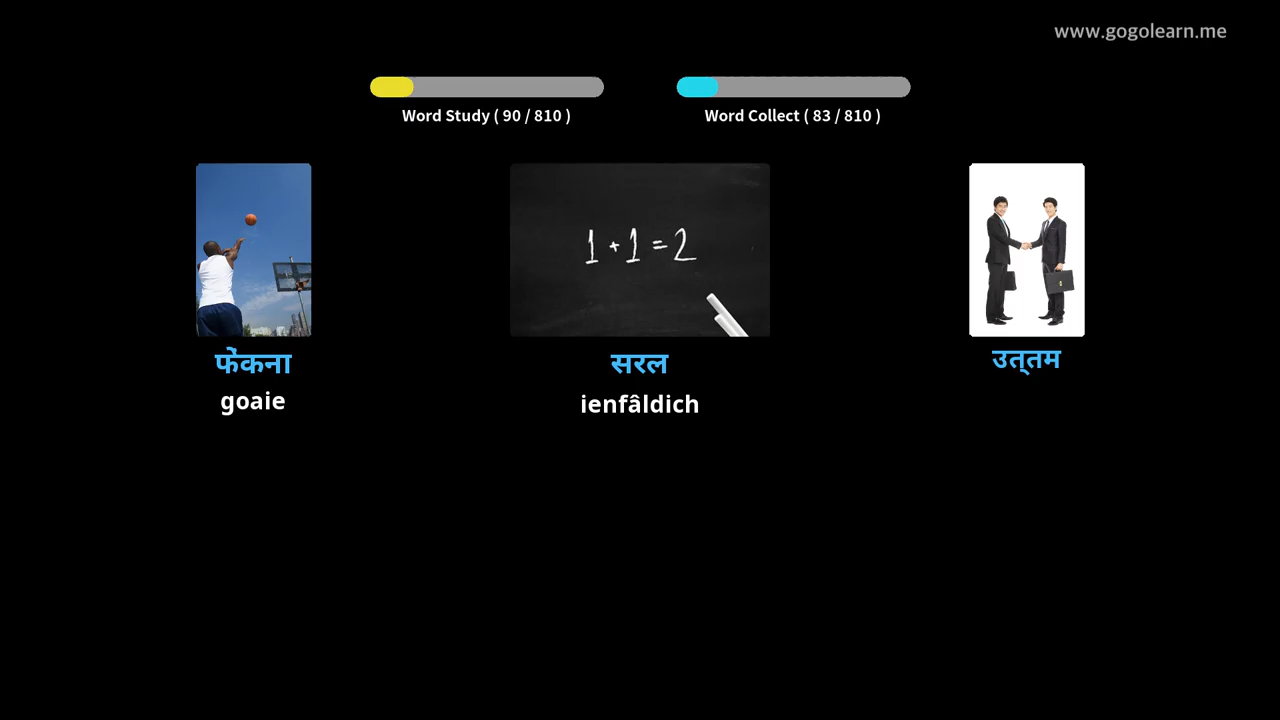 www.gogolearn.me
Word Study ( 90 / 810 )
Word Collect ( 83 / 810 )
1 + 1 = 2
फेंकना
सरल
उत्तम
goaie
ienfâldich